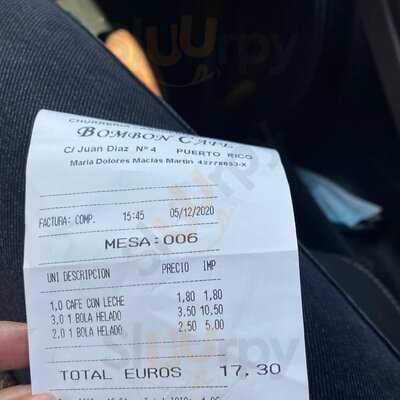 CHURRERIA
BOMBON CAFE
C/ Juan Diaz Nº 4 PUERTO RICO
Maria Dolores Macias Martin 42778653-X
FACTURA: COMP. 15:45 05/12/2020
MESA:006
UNI DESCRIPCION PRECIO IMP
1,0 CAFE CON LECHE 1,80 1,80
3,0 1 BOLA HELADO 3,50 10,50
2,0 1 BOLA HELADO 2,50 5,00
TOTAL EUROS 17,30
Sluurpy